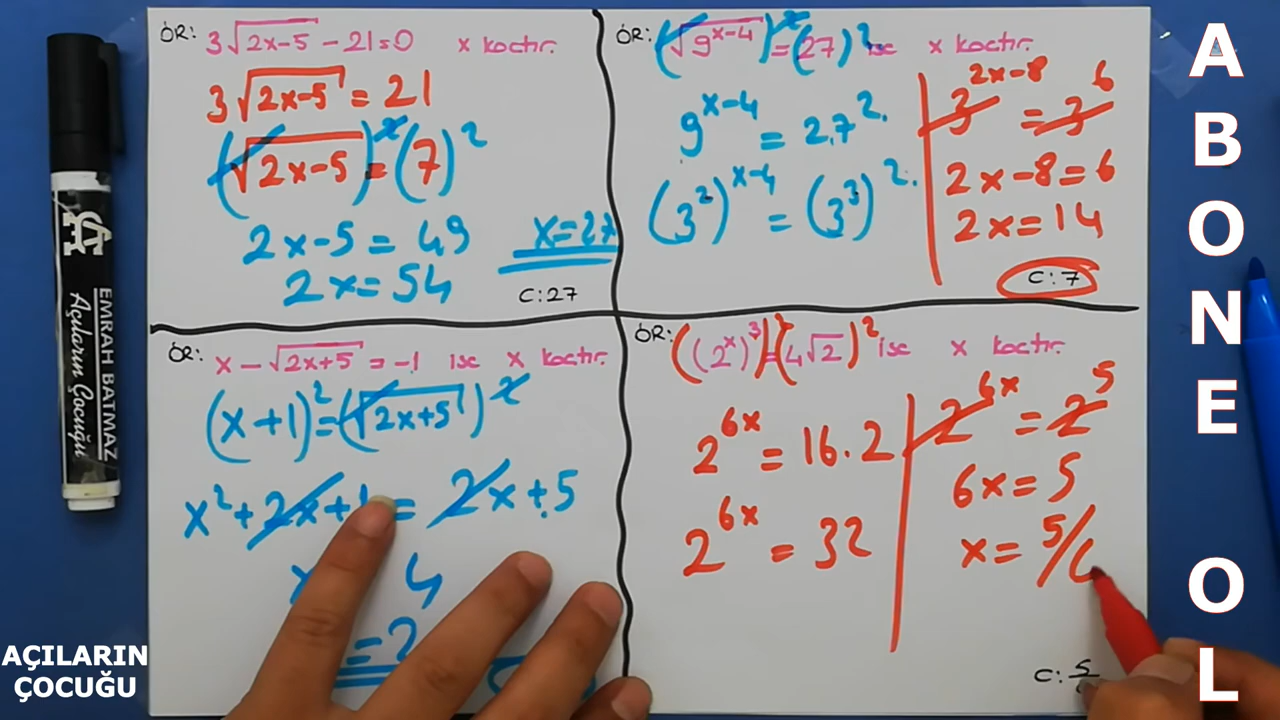 ÖR: 3√2x-5 - 21=0 x kaçtır.
3√2x-5 = 21
(√2x-5)² = (7)²
2x-5 = 49
2x = 54
x=27
C:27
ÖR: (√9^(x-4))² = (27)² ise x kaçtır.
9^(x-4) = 27².
(3²)^(x-4) = (3³)².
3^(2x-8) = 3^6
2x-8=6
2x=14
C:7
ÖR: x-√2x+5 = -1 ise x kaçtır.
(x+1)² = (√2x+5)²
x²+2x+1 = 2x+5
4
=2
ÖR: ((2^x)³)² = (4√2)² ise x kaçtır.
2^(6x) = 16.2
2^(6x) = 32
2^(6x) = 2^5
6x=5
x=5/6
C:5/
EMRAH BATMAZ
Açıların Çocuğu
AÇILARIN
ÇOCUĞU
ABONE OL